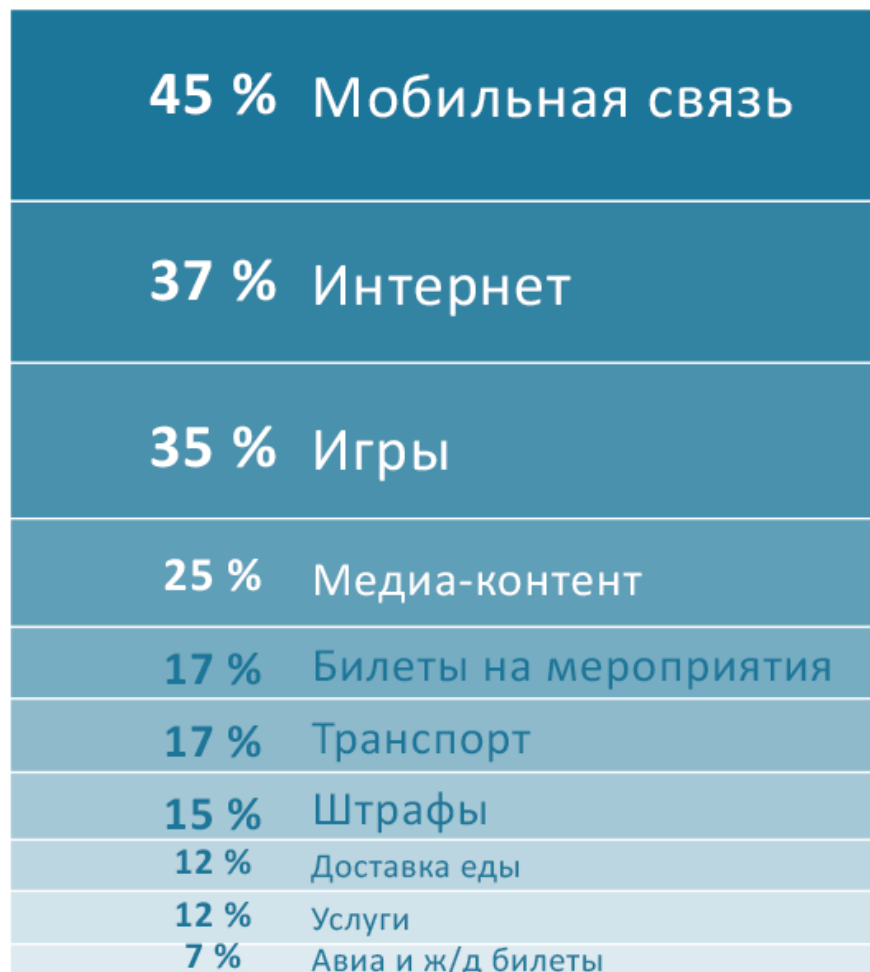 45 % Мобильная связь
37 % Интернет
35 % Игры
25 % Медиа-контент
17 % Билеты на мероприятия
17 % Транспорт
15 % Штрафы
12 % Доставка еды
12 % Услуги
7 % Авиа и ж/д билеты